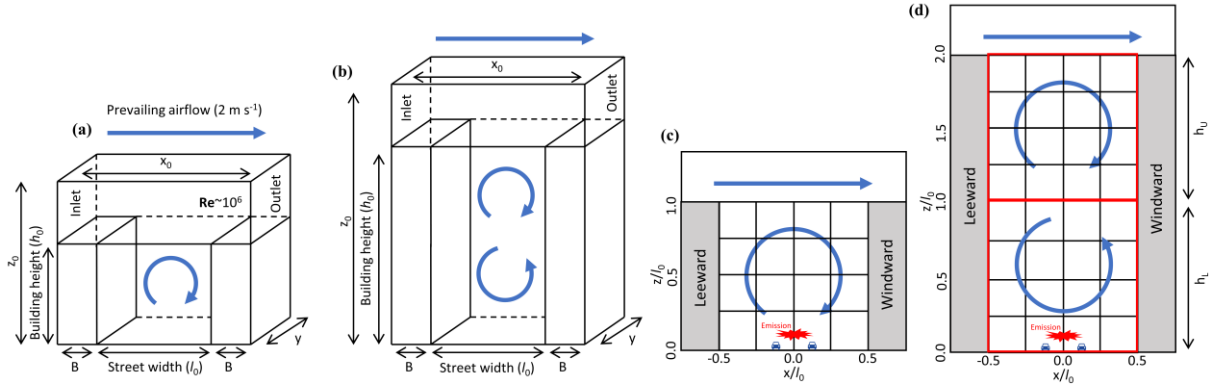 (a)
Prevailing airflow (2 m s⁻¹)
x₀
Inlet
Outlet
Re~10⁶
z₀
Building height (h₀)
B
Street width (l₀)
B
y
(b)
x₀
Inlet
Outlet
z₀
Building height (h₀)
B
Street width (l₀)
B
y
(c)
z/l₀
1.0
0.5
0.0
Leeward
Windward
Emission
-0.5
0.0
0.5
x/l₀
(d)
z/l₀
2.0
1.5
1.0
0.5
0.0
Leeward
Windward
hU
hL
Emission
-0.5
0.0
0.5
x/l₀